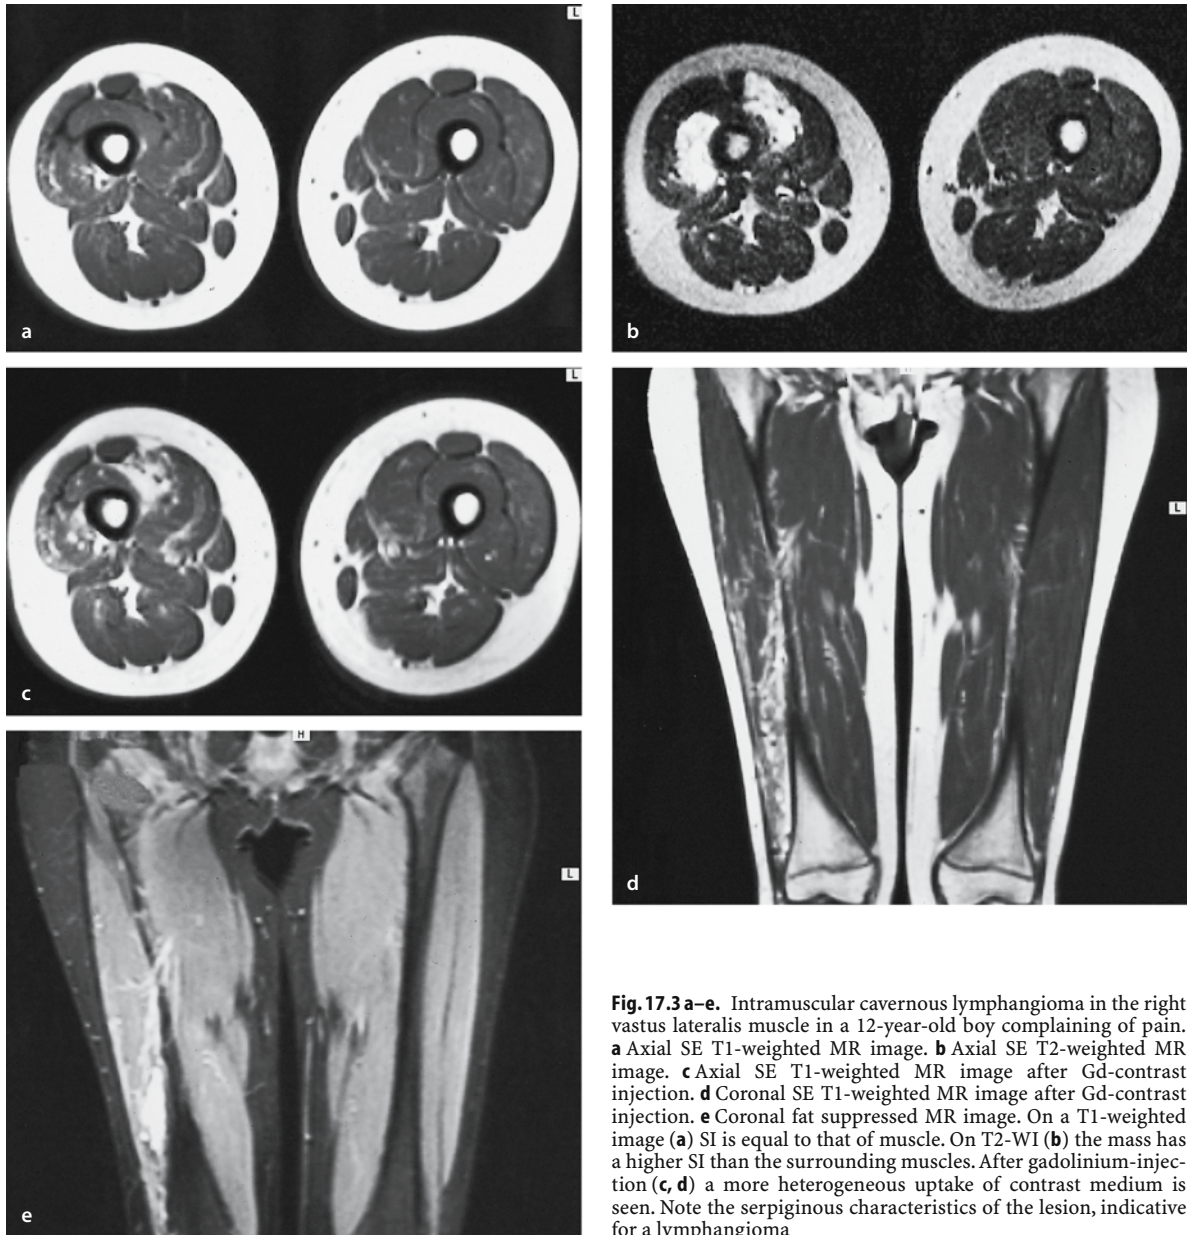 L
a
b
L
c
L
d
H
L
e
Fig. 17.3 a–e. Intramuscular cavernous lymphangioma in the right
vastus lateralis muscle in a 12-year-old boy complaining of pain.
a Axial SE T1-weighted MR image. b Axial SE T2-weighted MR
image. c Axial SE T1-weighted MR image after Gd-contrast
injection. d Coronal SE T1-weighted MR image after Gd-contrast
injection. e Coronal fat suppressed MR image. On a T1-weighted
image (a) SI is equal to that of muscle. On T2-WI (b) the mass has
a higher SI than the surrounding muscles. After gadolinium-injec-
tion (c, d) a more heterogeneous uptake of contrast medium is
seen. Note the serpiginous characteristics of the lesion, indicative
for a lymphangioma